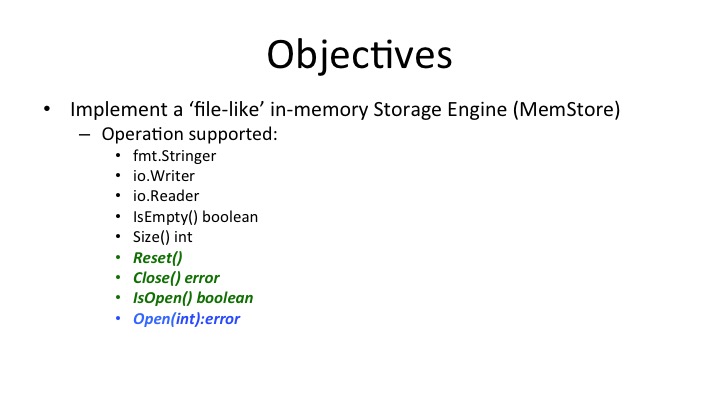 Objectives
• Implement a ‘file-like’ in-memory Storage Engine (MemStore)
– Operation supported:
• fmt.Stringer
• io.Writer
• io.Reader
• IsEmpty() boolean
• Size() int
• Reset()
• Close() error
• IsOpen() boolean
• Open(int):error